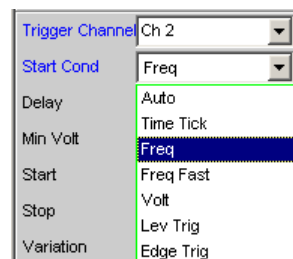 Trigger Channel Ch 2
Start Cond Freq
Delay Auto
Time Tick
Min Volt Freq
Start Freq Fast
Stop Volt
Lev Trig
Variation Edge Trig